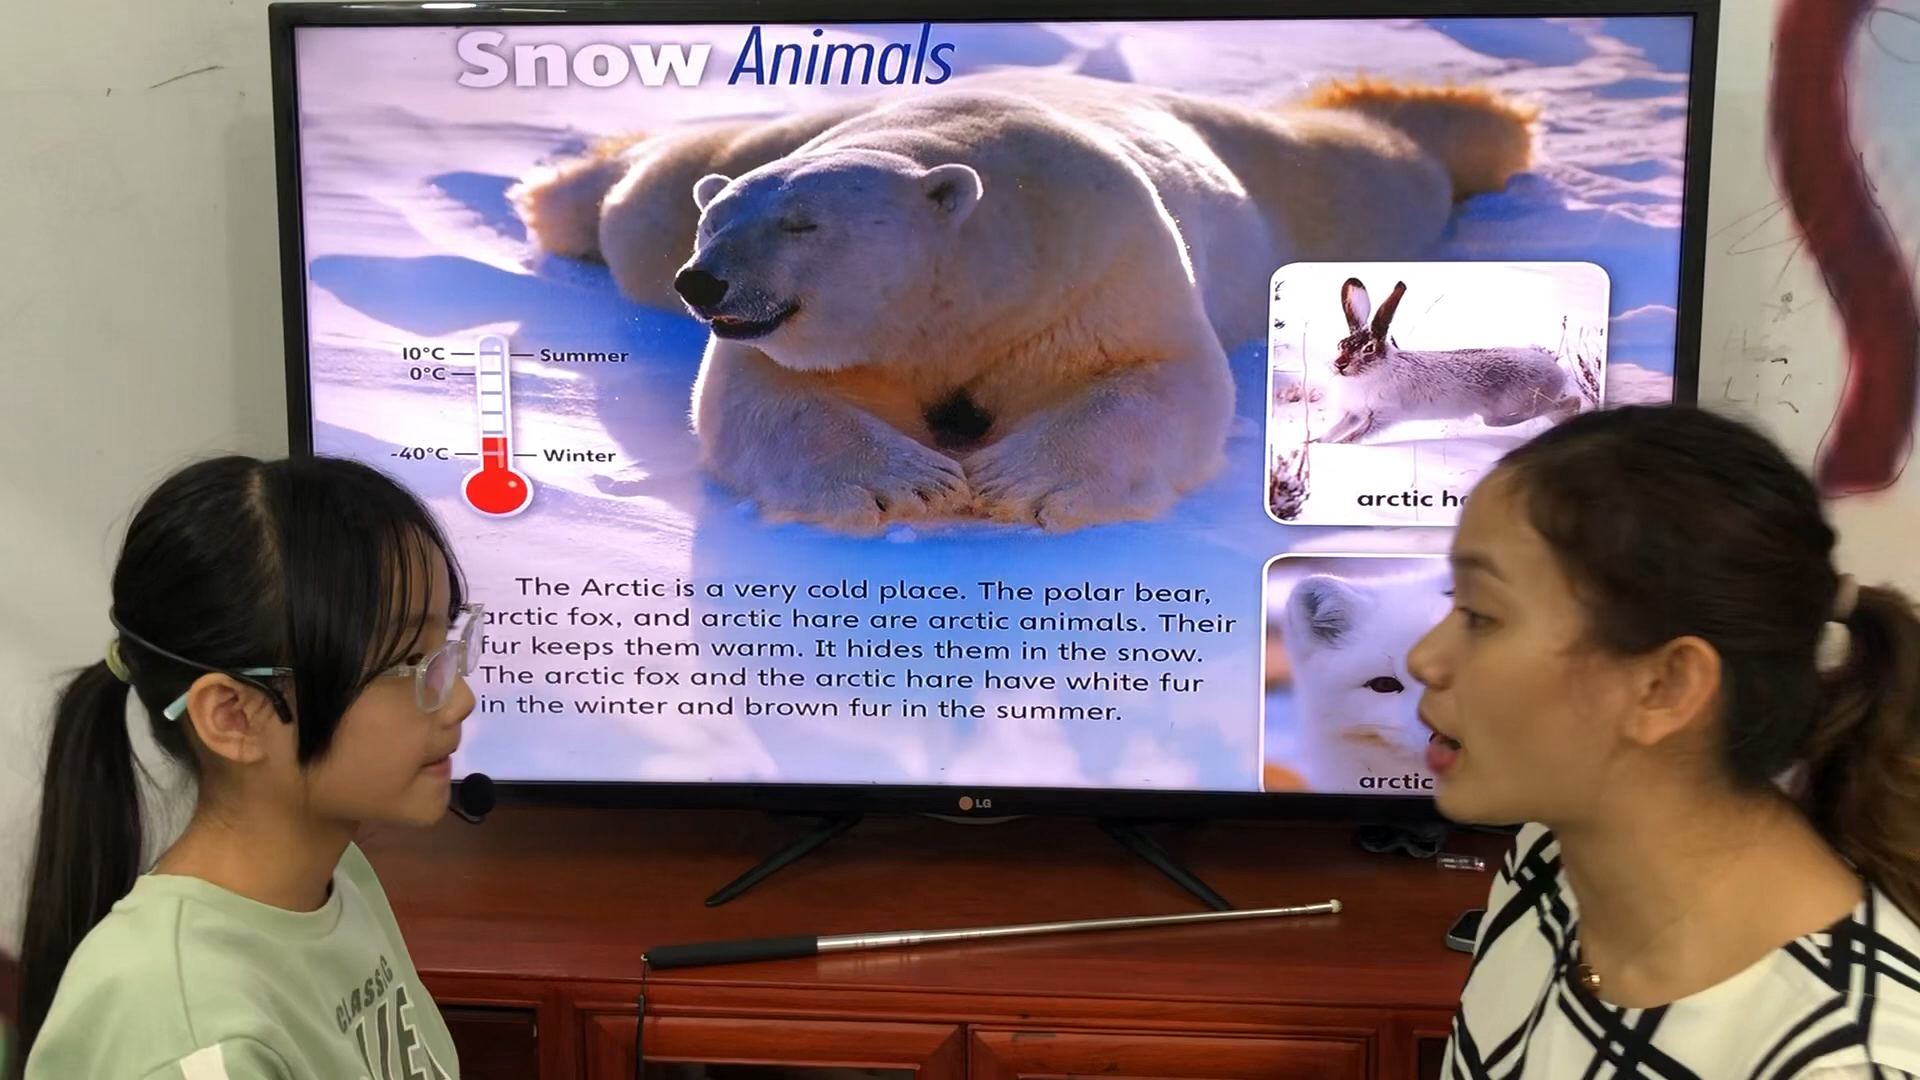 Snow Animals
10°C
Summer
0°C
-40°C
Winter
arctic
The Arctic is a very cold place. The polar bear,
arctic fox, and arctic hare are arctic animals. Their
fur keeps them warm. It hides them in the snow.
The arctic fox and the arctic hare have white fur
in the winter and brown fur in the summer.
arctic
LG
CLASSIC